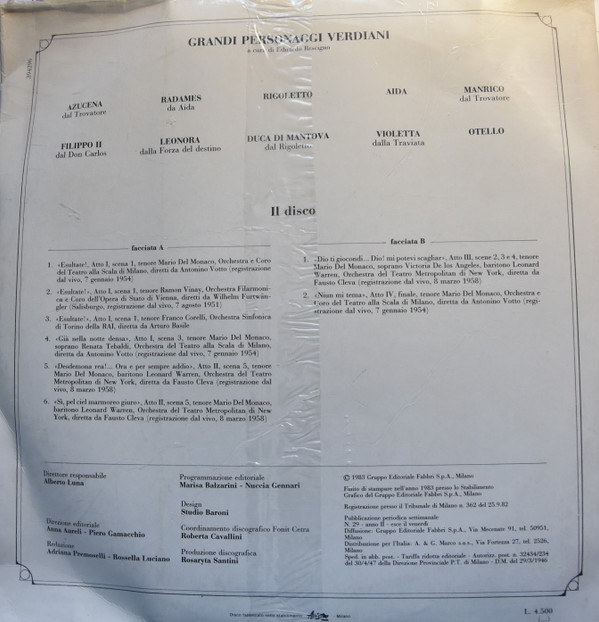 GRANDI PERSONAGGI VERDIANI
a cura di Eduardo Rescigno
AZUCENA
dal Trovatore
RADAMES
da Aida
RIGOLETTO
AIDA
MANRICO
dal Trovatore
FILIPPO II
dal Don Carlos
LEONORA
dalla Forza del destino
DUCA DI MANTOVA
dal Rigoletto
VIOLETTA
dalla Traviata
OTELLO
Il disco
facciata A
1. «Esultate!, Atto I, scena 1, tenore Mario Del Monaco, Orchestra e Coro
del Teatro alla Scala di Milano, diretti da Antonino Votto (registrazione
dal vivo, 7 gennaio 1954)
2. «Esultate!», Atto I, scena 1, tenore Ramon Vinay, Orchestra Filarmoni-
ca e Coro dell'Opera di Stato di Vienna, diretti da Wilhelm Furtwän-
gler (Salisburgo, registrazione dal vivo, 7 agosto 1951)
3. «Esultate!» Atto I, scena 1, tenore Franco Corelli, Orchestra Sinfonica
di Torino della RAI, diretta da Arturo Basile
4. «Già nella notte densa», Atto I, scena 3, tenore Mario Del Monaco,
soprano Renata Tebaldi, Orchestra del Teatro alla Scala di Milano,
diretta da Antonino Votto (registrazione dal vivo, 7 gennaio 1954)
5. «Desdemona rea!... Ora e per sempre addio», Atto II, scena 5, tenore
Mario Del Monaco, baritono Leonard Warren, Orchestra del Teatro
Metropolitan di New York, diretta da Fausto Cleva (registrazione dal
vivo, 8 marzo 1958)
6. «Sì, pel ciel marmoreo giuro», Atto II, scena 5, tenore Mario Del Monaco,
baritono Leonard Warren, Orchestra del Teatro Metropolitan di New
York, diretta da Fausto Cleva (registrazione dal vivo, 8 marzo 1958)
facciata B
1. «Dio ti giocondi... Dio! mi potevi scagliar», Atto III, scene 2, 3 e 4, tenore
Mario Del Monaco, soprano Victoria De los Angeles, baritono Leonard
Warren, Orchestra del Teatro Metropolitan di New York, diretta da
Fausto Cleva (registrazione dal vivo, 8 marzo 1958)
2. «Niun mi tema», Atto IV, finale, tenore Mario Del Monaco, Orchestra e
Coro del Teatro alla Scala di Milano, diretti da Antonino Votto (regi-
strazione dal vivo, 7 gennaio 1954)
Direttore responsabile
Alberto Luna
Direzione editoriale
Anna Aureli - Piero Gamacchio
Redazione
Adriana Premoselli - Rossella Luciano
Programmazione editoriale
Marisa Balzarini - Nuccia Gennari
Design
Studio Baroni
Coordinamento discografico Fonit Cetra
Roberta Cavallini
Produzione discografica
Rosaryta Santini
© 1983 Gruppo Editoriale Fabbri S.p.A., Milano
Finito di stampare nell'anno 1983 presso lo Stabilimento
Grafico del Gruppo Editoriale Fabbri S.p.A., Milano
Registrazione presso il Tribunale di Milano n. 362 del 25.9.82
Pubblicazione periodica settimanale
N. 29 - anno II - esce il venerdì
Diffusione: Gruppo Editoriale Fabbri S.p.A., Via Mecenate 91, tel. 50951,
Milano
Distribuzione per l'Italia: A. & G. Marco s.a.s., Via Fortezza 27, tel. 2526,
Milano
Sped. in abb. post. - Tariffa ridotta editoriale - Autorizz. post. n. 52434/234
del 30/4/47 della Direzione Provinciale P.T. di Milano - D.M. del 29/3/1946
Disco fabbricato nello stabilimento
Milano
L. 4.500